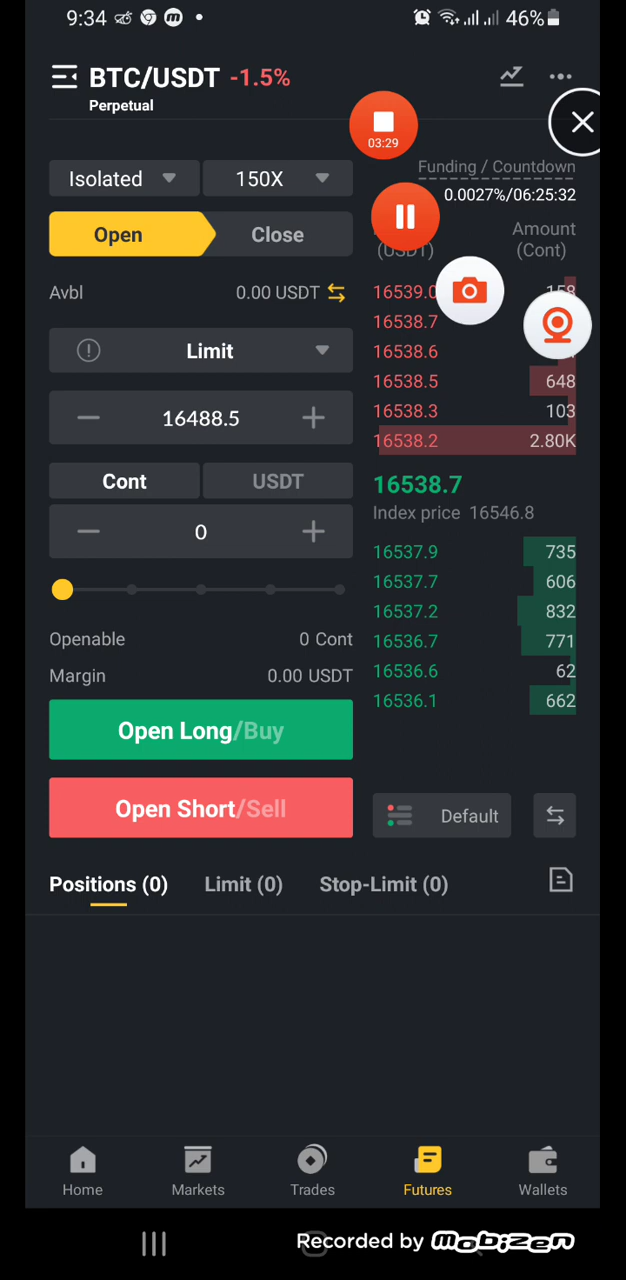 9:34
46%
BTC/USDT -1.5%
Perpetual
03:29
Isolated
150X
Funding / Countdown
0.0027%/06:25:32
Open
Close
(USDT)
Amount
(Cont)
Avbl
0.00 USDT
16539.0
158
16538.7
Limit
16538.6
16538.5 648
16488.5
16538.3 103
16538.2 2.80K
Cont
USDT
16538.7
Index price 16546.8
0
16537.9 735
16537.7 606
16537.2 832
Openable
0 Cont
16536.7 771
Margin
0.00 USDT
16536.6 62
16536.1 662
Open Long/Buy
Open Short/Sell
Default
Positions (0)
Limit (0)
Stop-Limit (0)
Home
Markets
Trades
Futures
Wallets
Recorded by mobizen